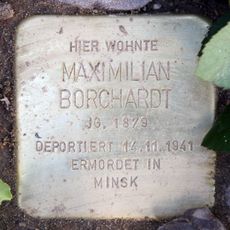 HIER WOHNTE
MAXIMILIAN
BORCHARDT
JG. 1879
DEPORTIERT 14.11.1941
ERMORDET IN
MINSK